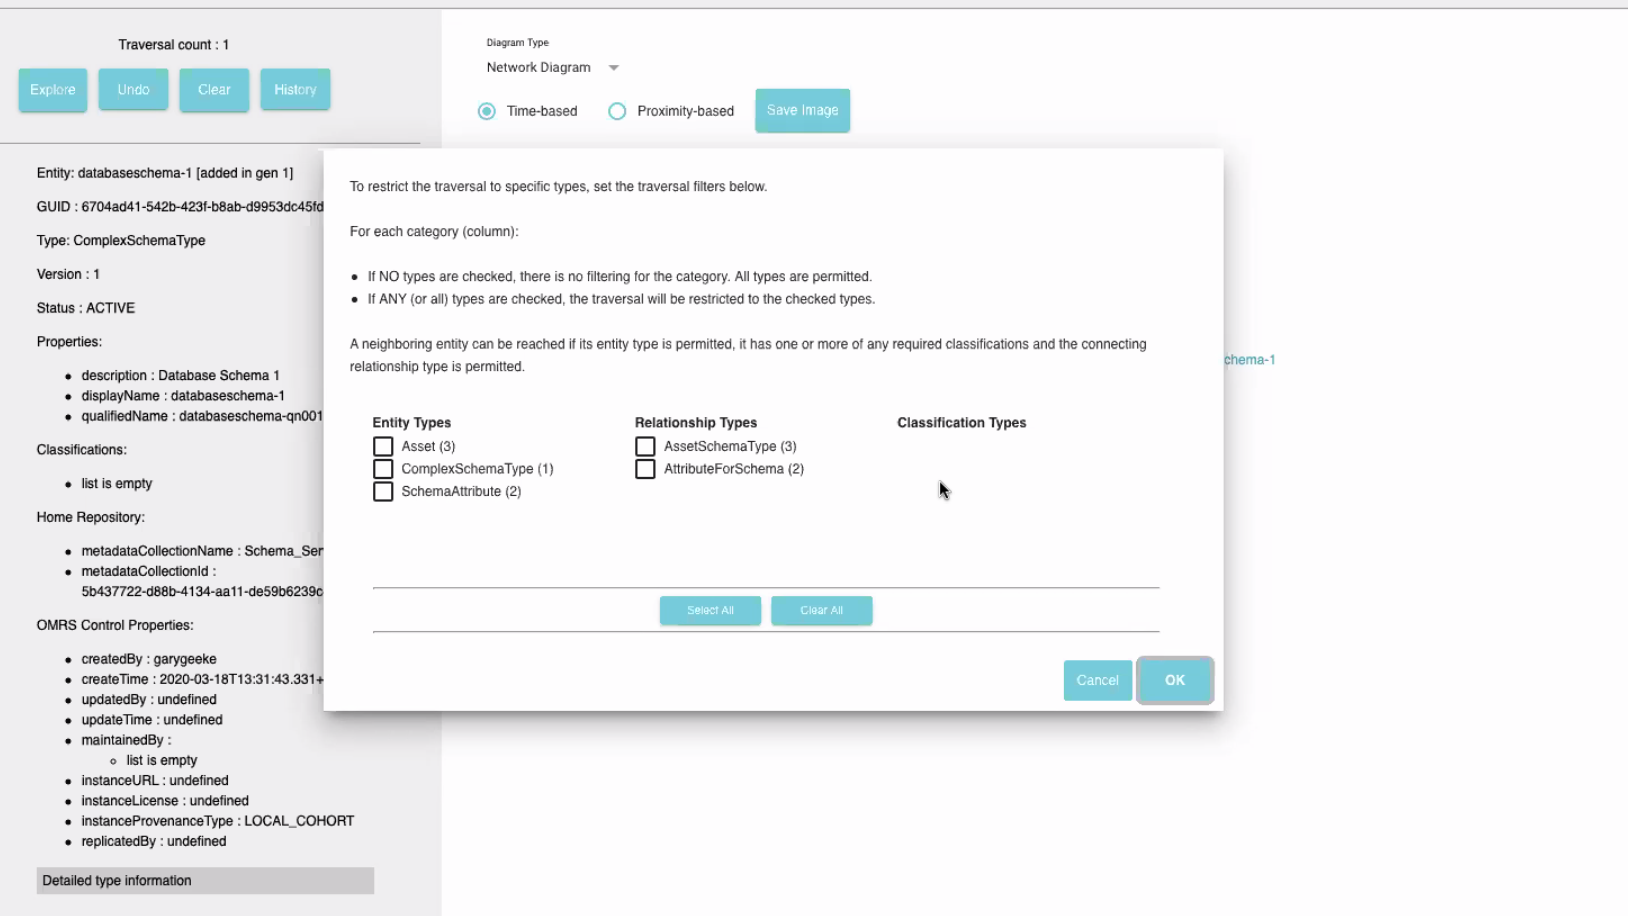 Traversal count : 1
Explore
Undo
Clear
History
Entity: databaseschema-1 [added in gen 1]
GUID : 6704ad41-542b-423f-b8ab-d9953dc45fd
Type: ComplexSchemaType
Version : 1
Status : ACTIVE
Properties:
description : Database Schema 1
displayName : databaseschema-1
qualifiedName : databaseschema-qn001
Classifications:
list is empty
Home Repository:
metadataCollectionName : Schema_Ser
metadataCollectionId :
5b437722-d88b-4134-aa11-de59b6239c
OMRS Control Properties:
createdBy : garygeeke
createTime : 2020-03-18T13:31:43.331+
updatedBy : undefined
updateTime : undefined
maintainedBy :
list is empty
instanceURL : undefined
instanceLicense : undefined
instanceProvenanceType : LOCAL_COHORT
replicatedBy : undefined
Detailed type information
Diagram Type
Network Diagram
Time-based
Proximity-based
Save Image
To restrict the traversal to specific types, set the traversal filters below.
For each category (column):
If NO types are checked, there is no filtering for the category. All types are permitted.
If ANY (or all) types are checked, the traversal will be restricted to the checked types.
A neighboring entity can be reached if its entity type is permitted, it has one or more of any required classifications and the connecting
relationship type is permitted.
Entity Types
Asset (3)
ComplexSchemaType (1)
SchemaAttribute (2)
Relationship Types
AssetSchemaType (3)
AttributeForSchema (2)
Classification Types
Select All
Clear All
Cancel
OK
chema-1